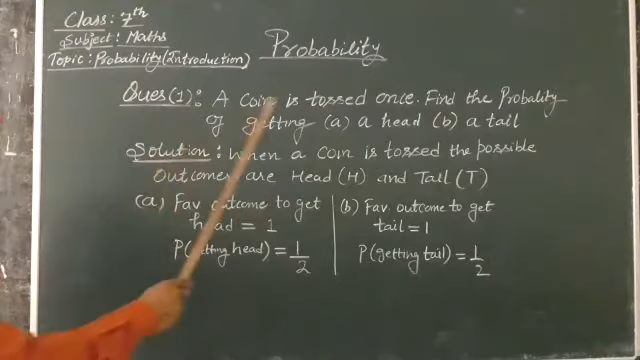 Class: 7th
Subject: Maths
Topic: Probability(Introduction)
Probability
Ques(1): A coin is tossed once. Find the Probality
of getting (a) a head (b) a tail
Solution: When a coin is tossed the possible
Outcomes are Head (H) and Tail (T)
(a) Fav outcome to get
head = 1
P(getting head) = 1/2
(b) Fav. outcome to get
tail = 1
P(getting tail) = 1/2